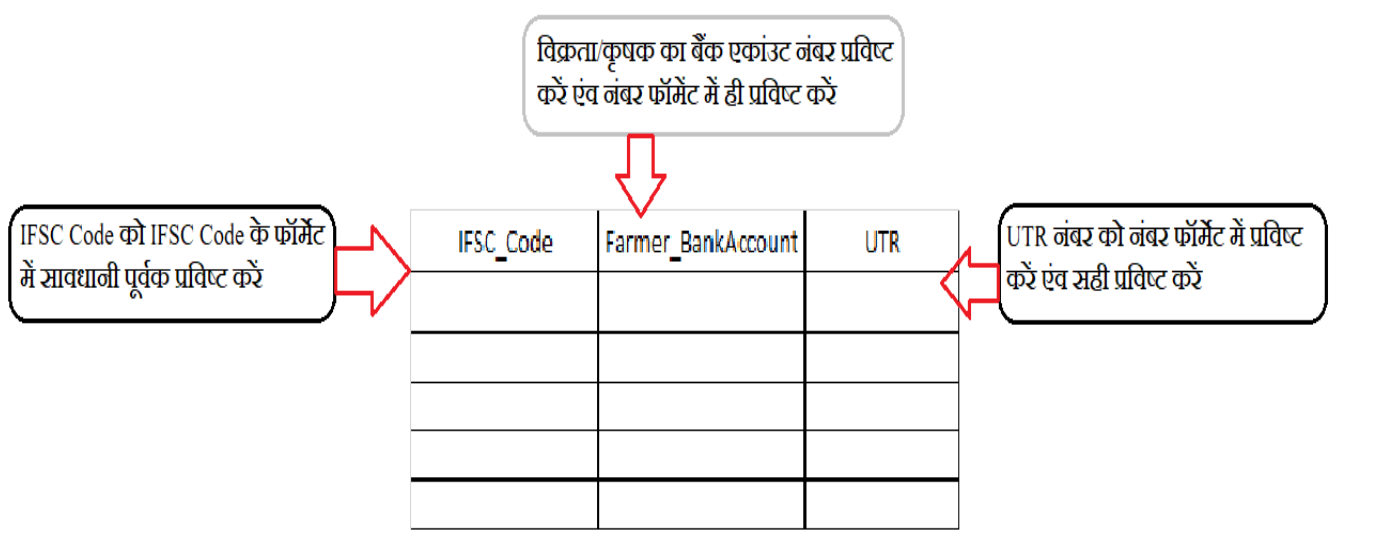 विक्रता/कृषक का बैंक एकांउट नंबर प्रविष्ट
करें एंव नंबर फॉमेंट में ही प्रविष्ट करें
IFSC Code को IFSC Code के फॉर्मेट
में सावधानी पूर्वक प्रविष्ट करें
IFSC_Code Farmer_BankAccount UTR
UTR नंबर को नंबर फॉर्मेट में प्रविष्ट
करें एंव सही प्रविष्ट करें